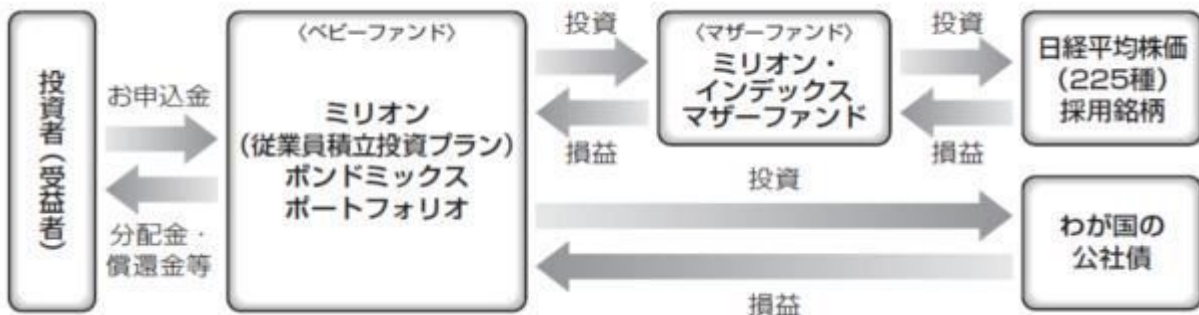 投資者（受益者）
お申込金
分配金・
償還金等
〈ベビーファンド〉
ミリオン
（従業員積立投資プラン）
ボンドミックス
ポートフォリオ
投資
損益
〈マザーファンド〉
ミリオン・
インデックス
マザーファンド
投資
損益
日経平均株価
（225種）
採用銘柄
投資
損益
わが国の
公社債